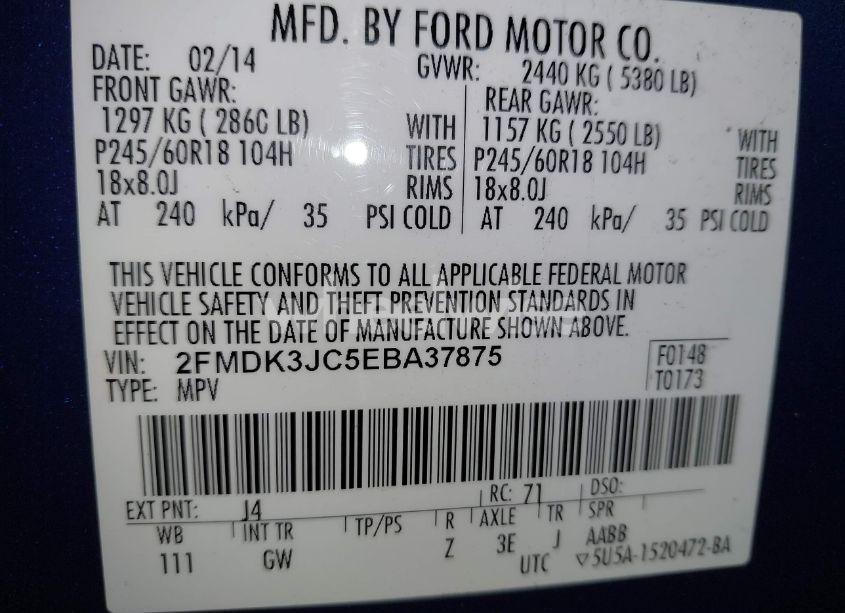 MFD. BY FORD MOTOR CO.
DATE: 02/14 GVWR: 2440 KG ( 5380 LB)
FRONT GAWR: REAR GAWR:
1297 KG ( 2860 LB) WITH 1157 KG ( 2550 LB) WITH
P245/60R18 104H TIRES P245/60R18 104H TIRES
18x8.0J RIMS 18x8.0J RIMS
AT 240 kPa/ 35 PSI COLD AT 240 kPa/ 35 PSI COLD
THIS VEHICLE CONFORMS TO ALL APPLICABLE FEDERAL MOTOR
VEHICLE SAFETY AND THEFT PREVENTION STANDARDS IN
EFFECT ON THE DATE OF MANUFACTURE SHOWN ABOVE.
VIN: 2FMDK3JC5EBA37875 F0148
TYPE: MPV T0173
EXT PNT: J4 RC: 71 DSO:
WB INT TR TP/PS R AXLE TR SPR
111 GW Z 3E J AABB
UTC ▽5U5A-1520472-BA